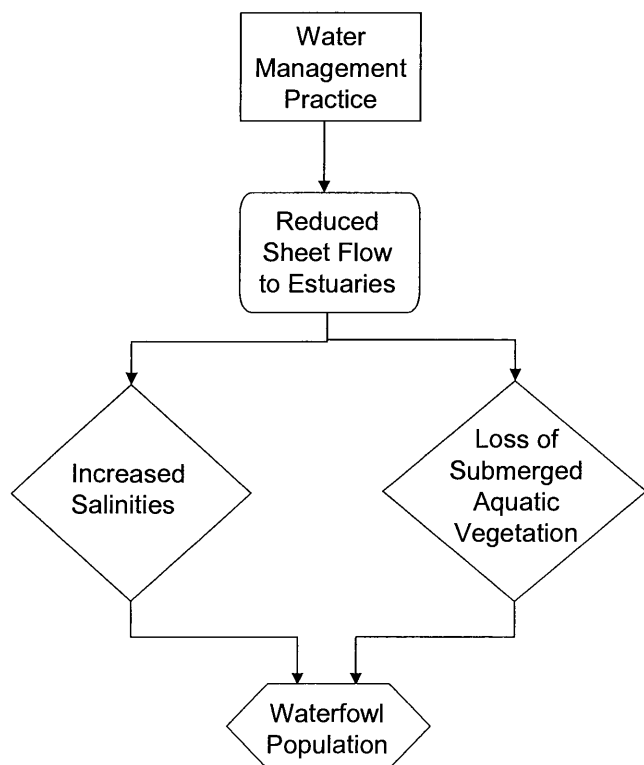 Water
Management
Practice
Reduced
Sheet Flow
to Estuaries
Increased
Salinities
Loss of
Submerged
Aquatic
Vegetation
Waterfowl
Population